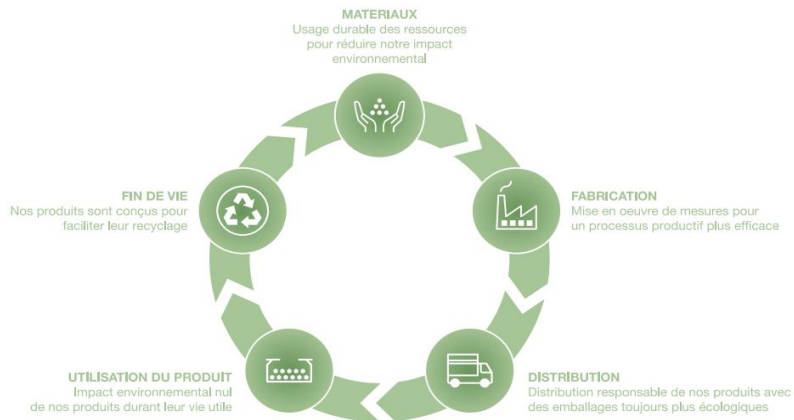 MATERIAUX
Usage durable des ressources
pour réduire notre impact
environnemental
FABRICATION
Mise en oeuvre de mesures pour
un processus productif plus efficace
DISTRIBUTION
Distribution responsable de nos produits avec
des emballages toujours plus écologiques
UTILISATION DU PRODUIT
Impact environnemental nul
de nos produits durant leur vie utile
FIN DE VIE
Nos produits sont conçus pour
faciliter leur recyclage